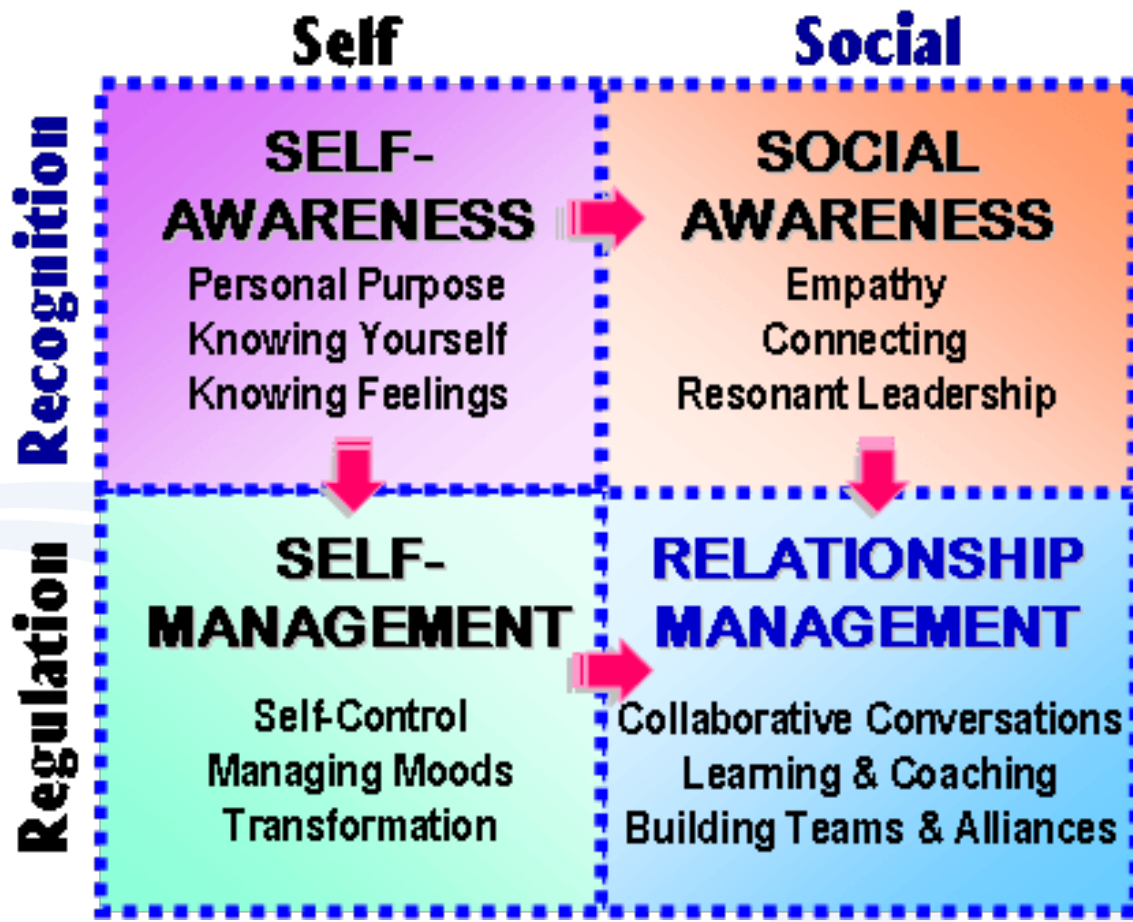 Self
Social
Recognition
SELF-
AWARENESS
Personal Purpose
Knowing Yourself
Knowing Feelings
SOCIAL
AWARENESS
Empathy
Connecting
Resonant Leadership
Regulation
SELF-
MANAGEMENT
Self-Control
Managing Moods
Transformation
RELATIONSHIP
MANAGEMENT
Collaborative Conversations
Learning & Coaching
Building Teams & Alliances